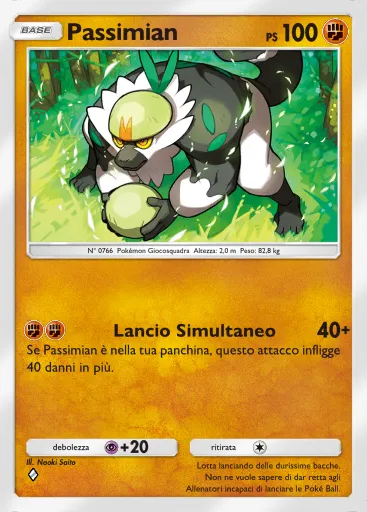 BASE
Passimian
PS 100
N° 0766 Pokémon Giocosquadra Altezza: 2,0 m Peso: 82,8 kg
Lancio Simultaneo 40+
Se Passimian è nella tua panchina, questo attacco infligge
40 danni in più.
debolezza +20
ritirata
Ill. Naoki Saito
Lotta lanciando delle durissime bacche.
Non ne vuole sapere di dar retta agli
Allenatori incapaci di lanciare le Poké Ball.